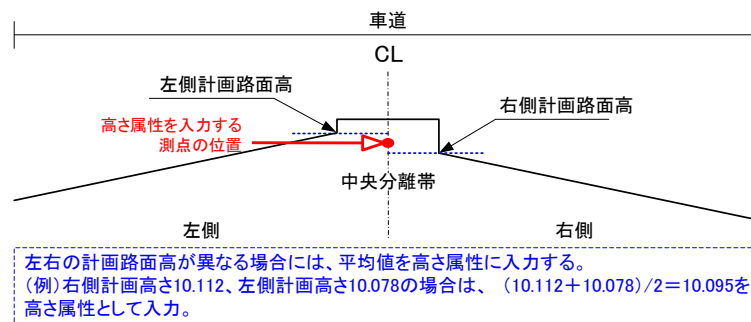 車道
CL
左側計画路面高
右側計画路面高
高さ属性を入力する
測点の位置
中央分離帯
左側
右側
左右の計画路面高が異なる場合には、平均値を高さ属性に入力する。
(例)右側計画高さ10.112、左側計画高さ10.078の場合は、 (10.112+10.078)/2=10.095を
高さ属性として入力。